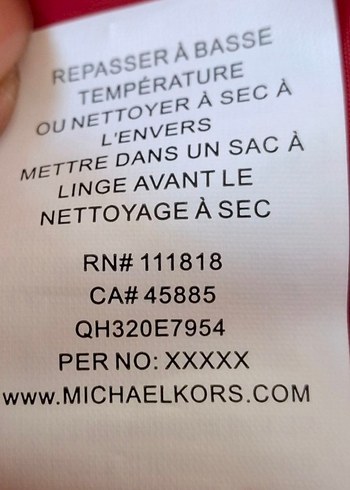 REPASSER À BASSE
TEMPÉRATURE
OU NETTOYER À SEC À
L'ENVERS
METTRE DANS UN SAC À
LINGE AVANT LE
NETTOYAGE À SEC
RN# 111818
CA# 45885
QH320E7954
PER NO: XXXXX
www.MICHAELKORS.COM